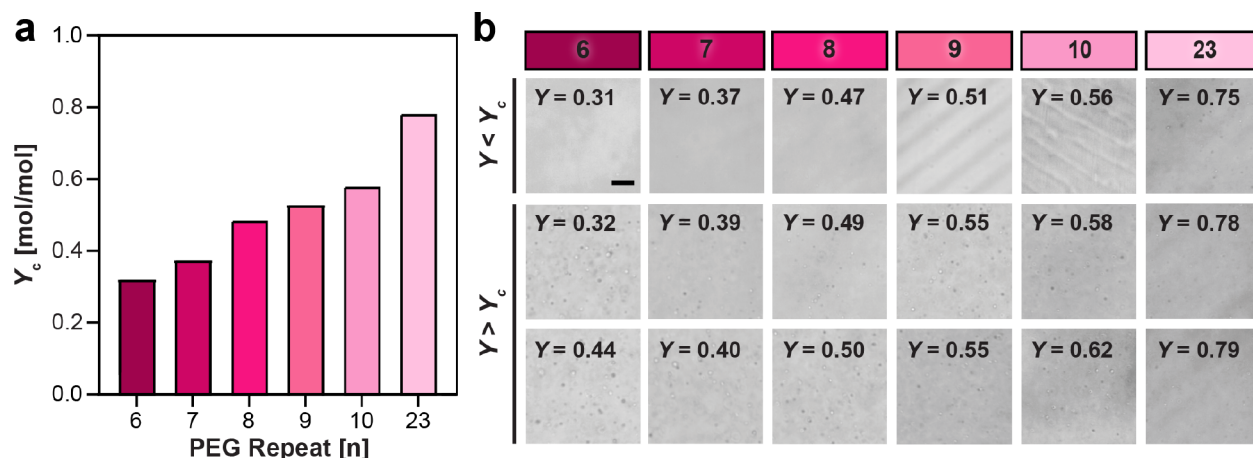 a
1.0
0.8
0.6
0.4
0.2
0.0
Yc [mol/mol]
6 7 8 9 10 23
PEG Repeat [n]
b
6 7 8 9 10 23
Y < Yc
Y = 0.31 Y = 0.37 Y = 0.47 Y = 0.51 Y = 0.56 Y = 0.75
Y > Yc
Y = 0.32 Y = 0.39 Y = 0.49 Y = 0.55 Y = 0.58 Y = 0.78
Y = 0.44 Y = 0.40 Y = 0.50 Y = 0.55 Y = 0.62 Y = 0.79